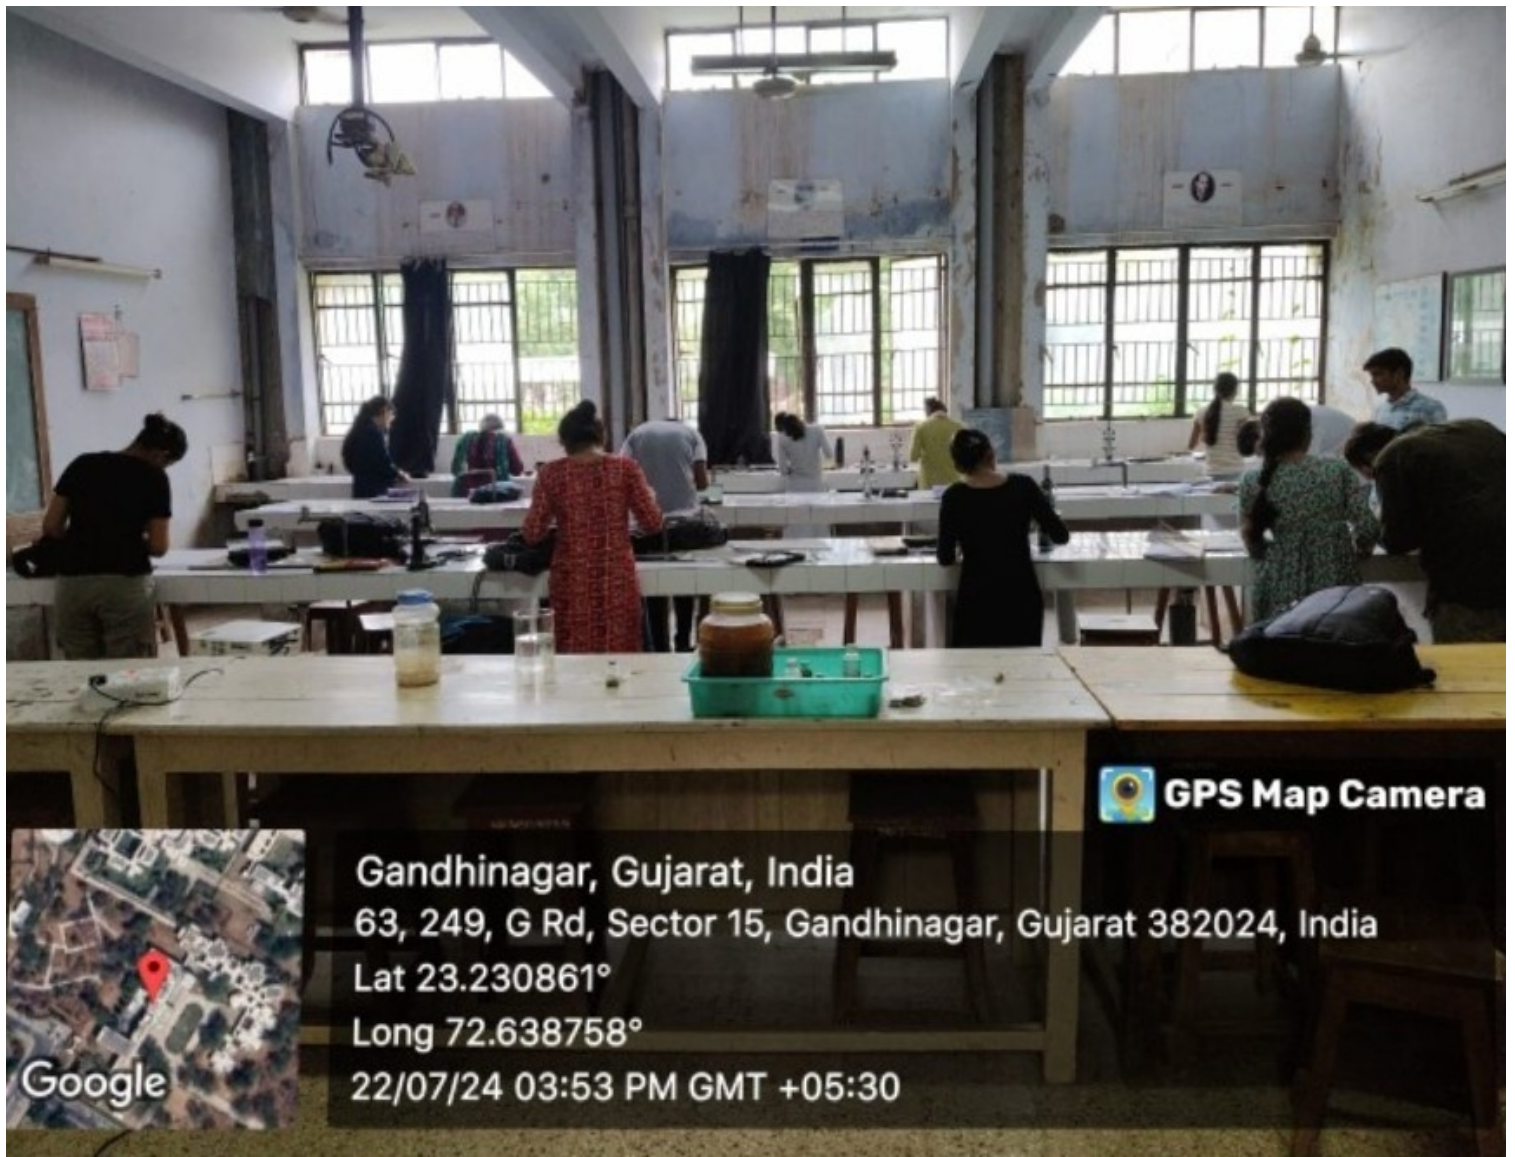 GPS Map Camera
Gandhinagar, Gujarat, India
63, 249, G Rd, Sector 15, Gandhinagar, Gujarat 382024, India
Lat 23.230861°
Long 72.638758°
22/07/24 03:53 PM GMT +05:30
Google